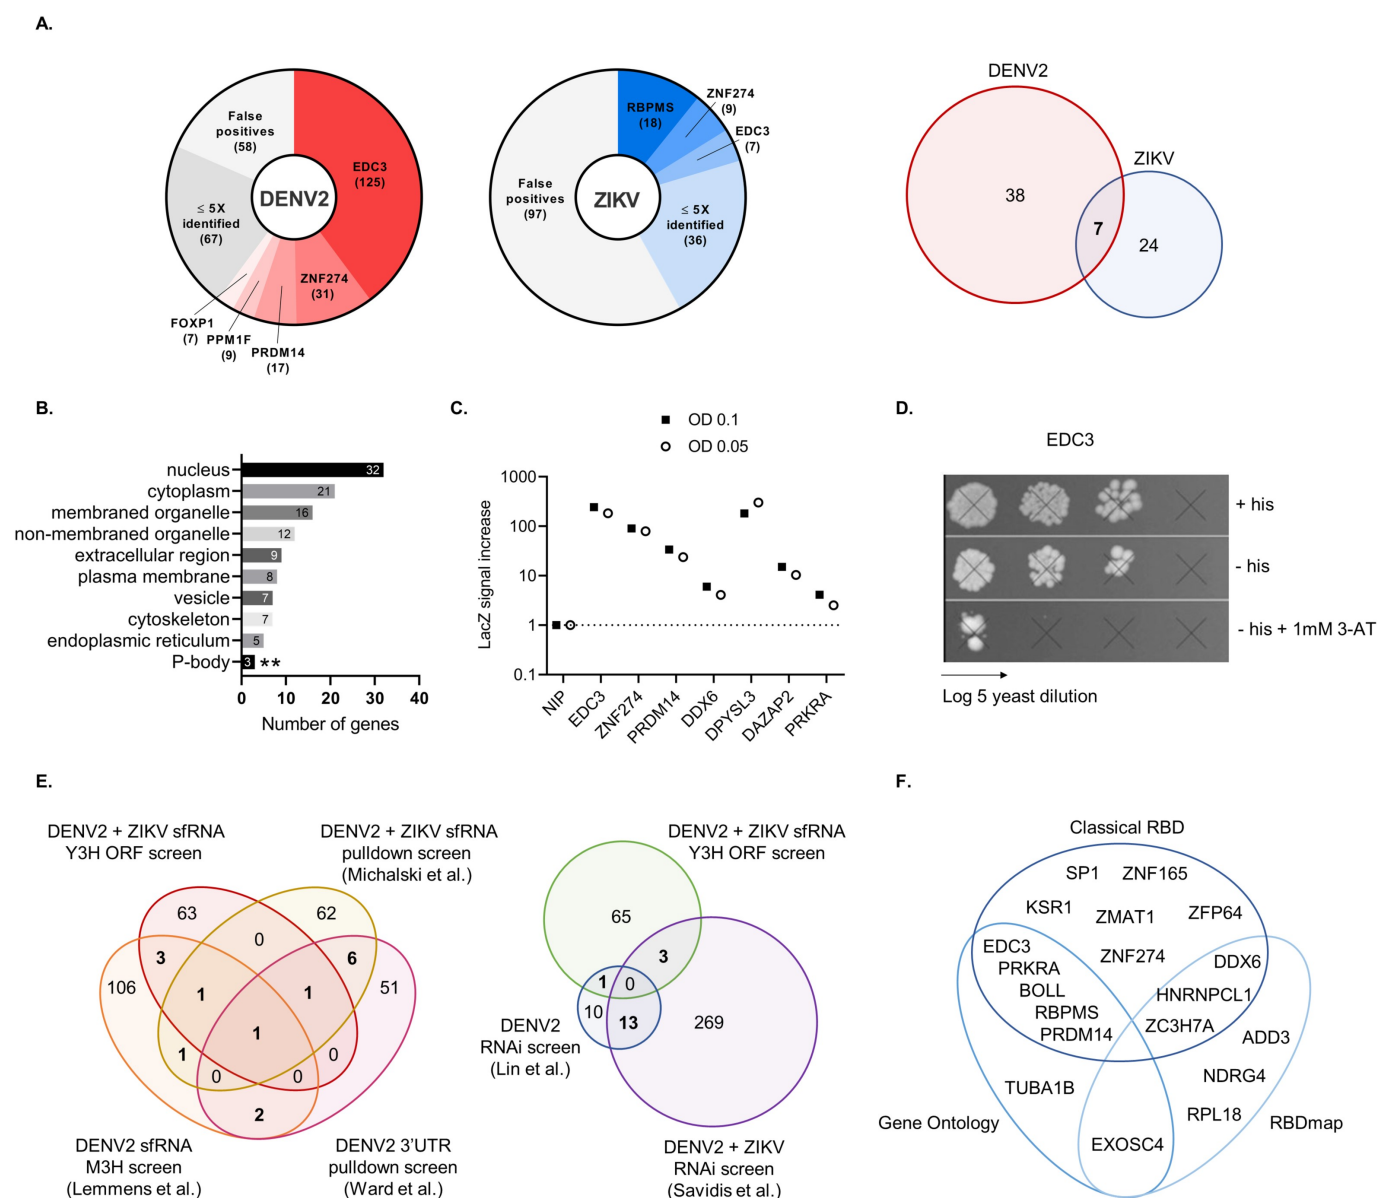 A.
False
positives
(58)
EDC3
(125)
≤ 5X
identified
(67)
DENV2
ZNF274
(31)
FOXP1
(7)
PPM1F
(9)
PRDM14
(17)
RBPMS
(18)
ZNF274
(9)
EDC3
(7)
False
positives
(97)
ZIKV
≤ 5X
identified
(36)
DENV2
ZIKV
38
7
24
B.
nucleus 32
cytoplasm 21
membraned organelle 16
non-membraned organelle 12
extracellular region 9
plasma membrane 8
vesicle 7
cytoskeleton 7
endoplasmic reticulum 5
P-body 3 **
0 10 20 30 40
Number of genes
C.
OD 0.1
OD 0.05
LacZ signal increase
1000
100
10
1
0.1
NIP
EDC3
ZNF274
PRDM14
DDX6
DPYSL3
DAZAP2
PRKRA
D.
EDC3
+ his
- his
- his + 1mM 3-AT
Log 5 yeast dilution
E.
DENV2 + ZIKV sfRNA
Y3H ORF screen
DENV2 + ZIKV sfRNA
pulldown screen
(Michalski et al.)
63
62
0
3
6
106
51
1
1
1
1
0
0
0
2
DENV2 sfRNA
M3H screen
(Lemmens et al.)
DENV2 3'UTR
pulldown screen
(Ward et al.)
DENV2 + ZIKV sfRNA
Y3H ORF screen
65
3
1
0
10
13
269
DENV2
RNAi screen
(Lin et al.)
DENV2 + ZIKV
RNAi screen
(Savidis et al.)
F.
Classical RBD
SP1
ZNF165
KSR1
ZMAT1
ZFP64
EDC3
ZNF274
DDX6
PRKRA
BOLL
HNRNPCL1
RBPMS
PRDM14
ZC3H7A
ADD3
TUBA1B
NDRG4
RPL18
Gene Ontology
RBDmap
EXOSC4